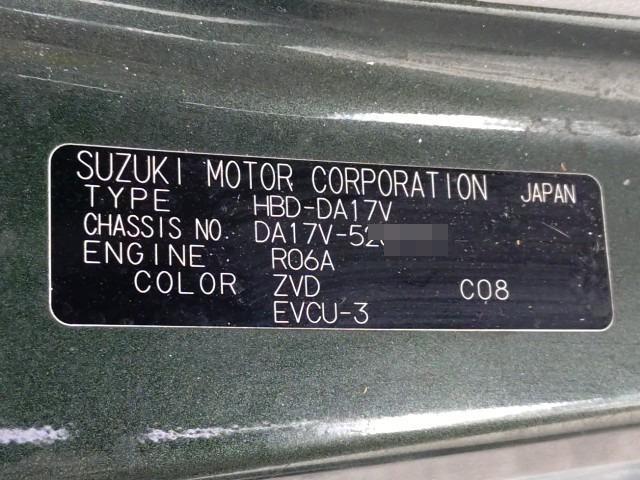 SUZUKI MOTOR CORPORATION JAPAN
TYPE HBD-DA17V
CHASSIS NO. DA17V-52
ENGINE R06A
COLOR ZVD C08
EVCU-3